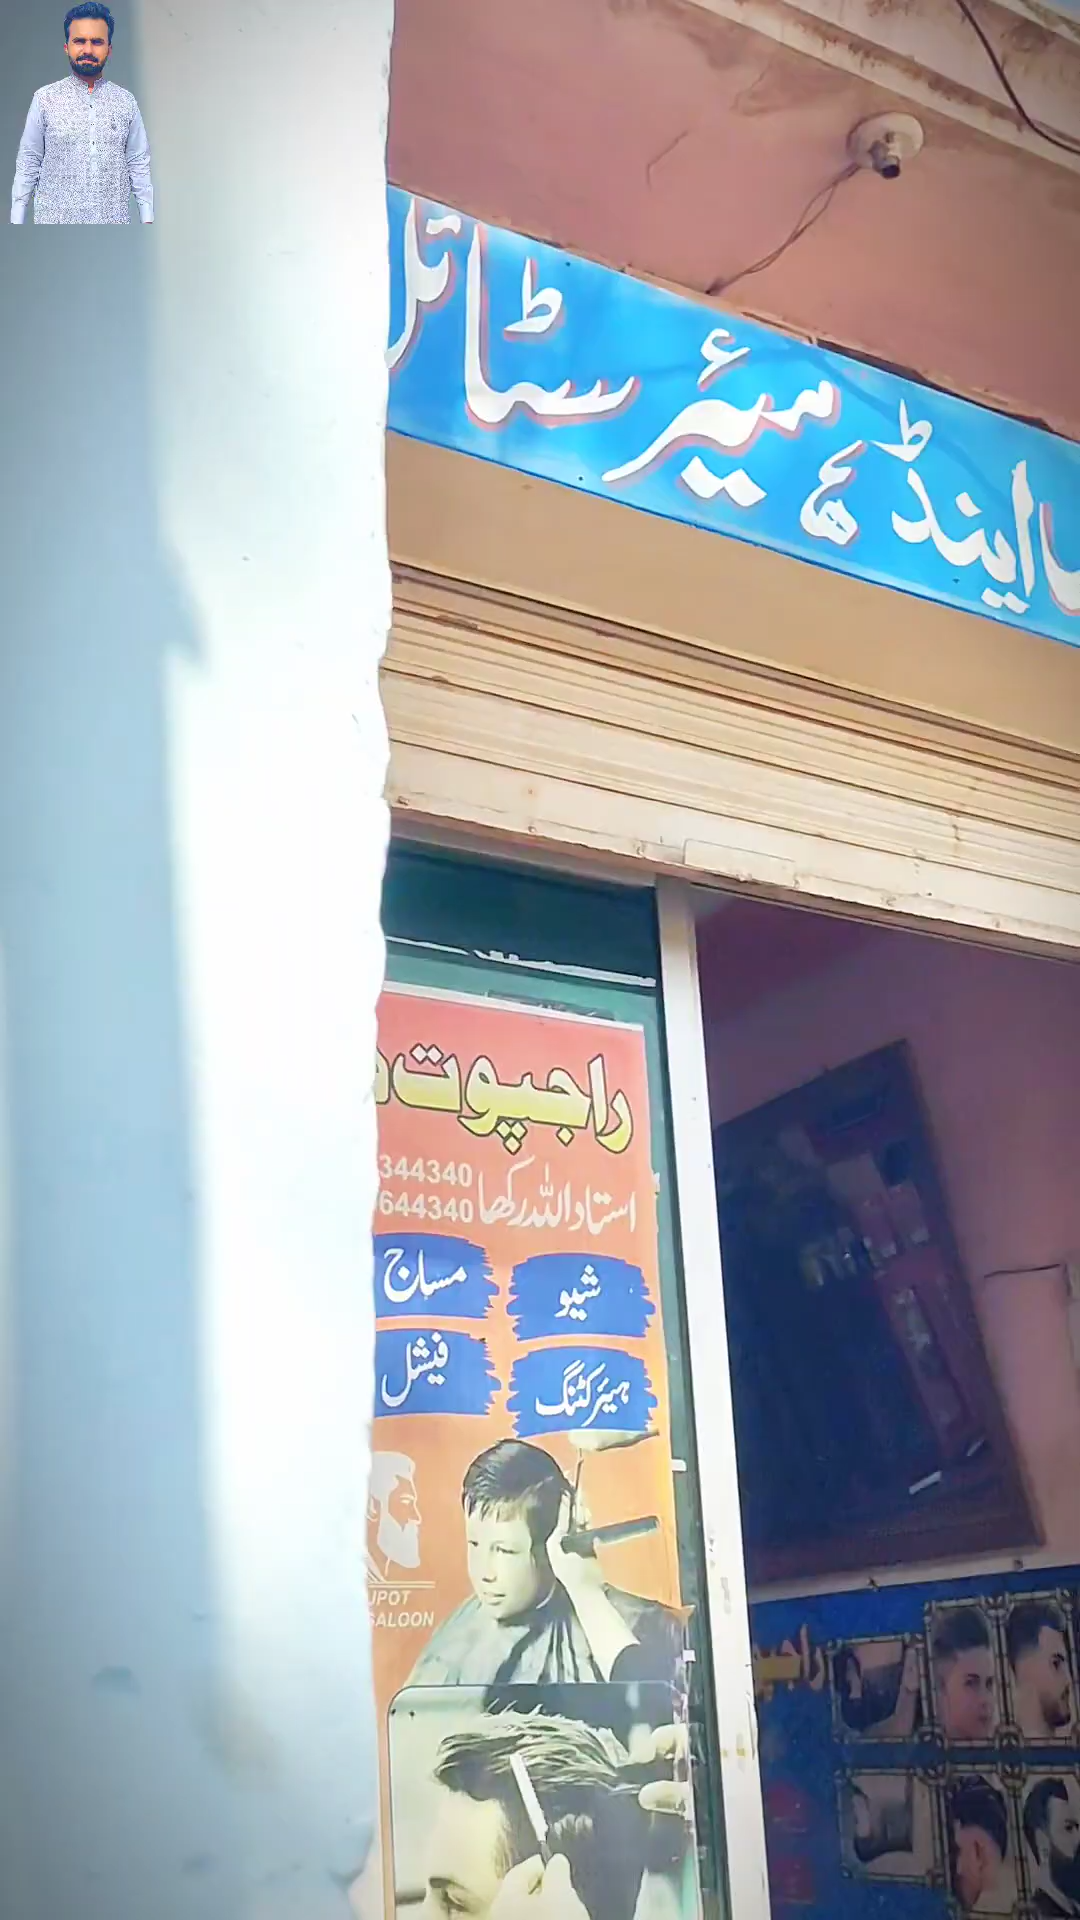 اینڈ ہیئر سٹائل
راجپوت
استاد اللہ رکھا 344340
644340
شیو مساج
ہیئر کٹنگ فیشل
UPOT
SALOON